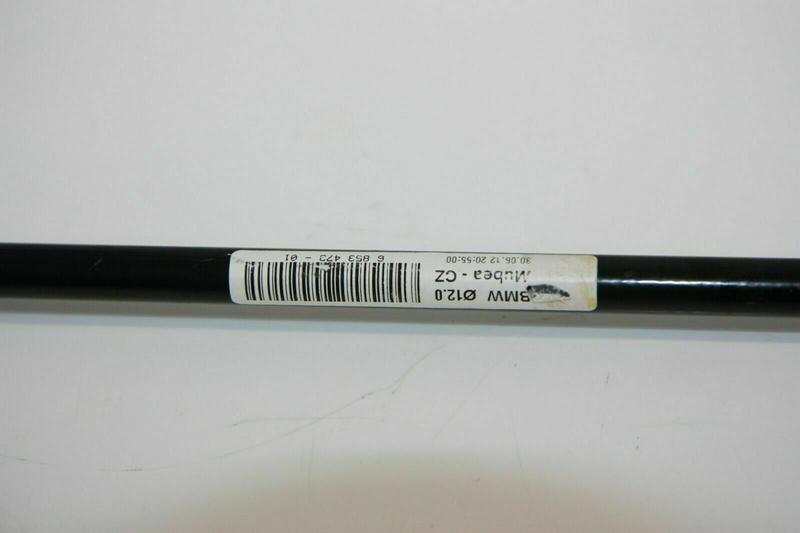 BMW Ø12.0
Mubea - CZ
30.06.12 20:55:00
6 853 473 - 01